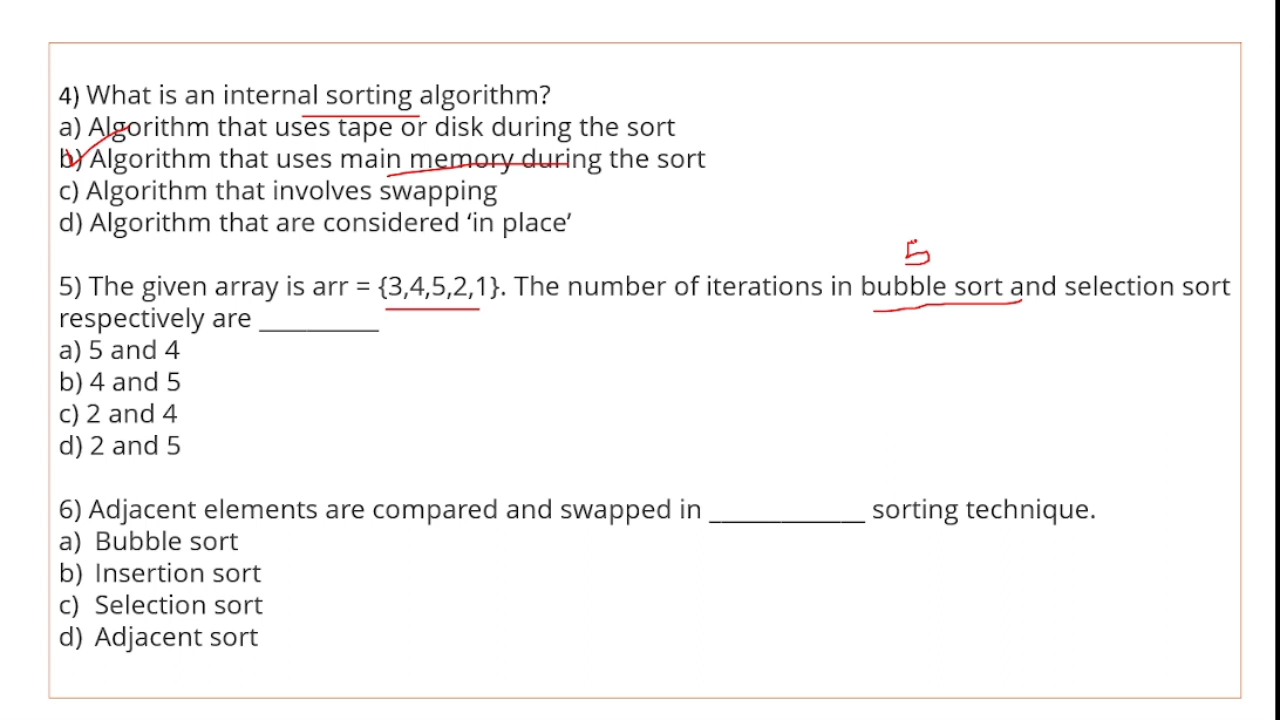 4) What is an internal sorting algorithm?
a) Algorithm that uses tape or disk during the sort
b) Algorithm that uses main memory during the sort
c) Algorithm that involves swapping
d) Algorithm that are considered ‘in place’
5
5) The given array is arr = {3,4,5,2,1}. The number of iterations in bubble sort and selection sort
respectively are __________
a) 5 and 4
b) 4 and 5
c) 2 and 4
d) 2 and 5
6) Adjacent elements are compared and swapped in _____________ sorting technique.
a) Bubble sort
b) Insertion sort
c) Selection sort
d) Adjacent sort